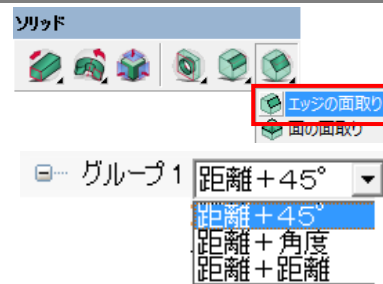 ソリッド
エッジの面取り
面の面取り
グループ1 距離+45°
距離+45°
距離+角度
距離+距離